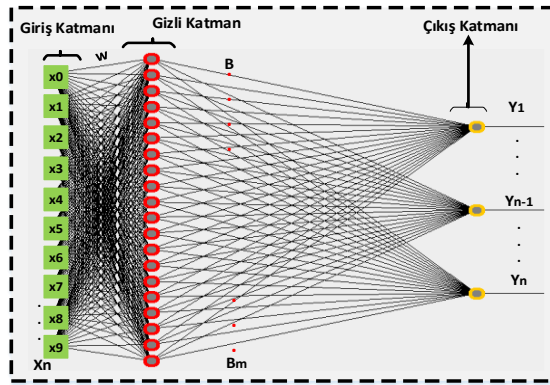 Giriş Katmanı
w
Gizli Katman
B
Çıkış Katmanı
x0
x1
x2
x3
x4
x5
x6
x7
x8
x9
Xn
Bm
Y1
Yn-1
Yn